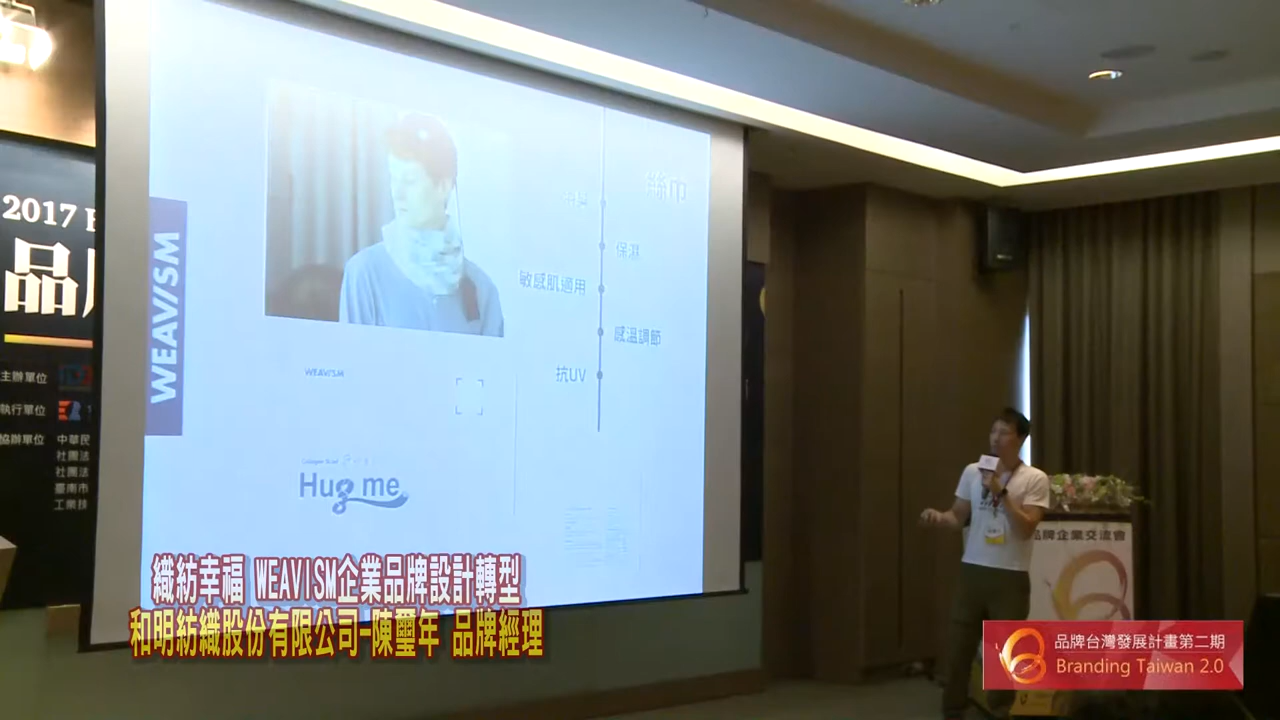 2017
品
主辦單位
執行單位
協辦單位
中華民
社團法
社團法
臺南市
工業技
WEAVISM
絲巾
保濕
敏感肌適用
感溫調節
抗UV
WEAVISM
Hug me
織紡幸福 WEAVISM企業品牌設計轉型
和明紡織股份有限公司-陳璽年 品牌經理
品牌企業交流會
品牌台灣發展計畫第二期
Branding Taiwan 2.0